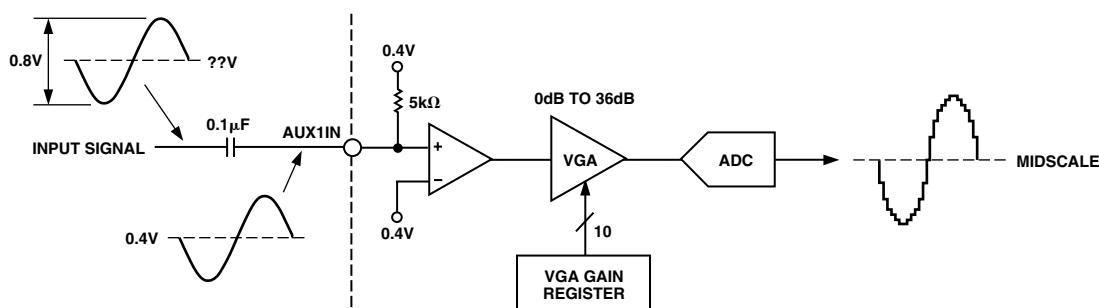 0.8V
??V
0.4V
5kΩ
0dB TO 36dB
0.1μF
AUX1IN
INPUT SIGNAL
+
−
VGA
ADC
MIDSCALE
0.4V
0.4V
10
VGA GAIN
REGISTER